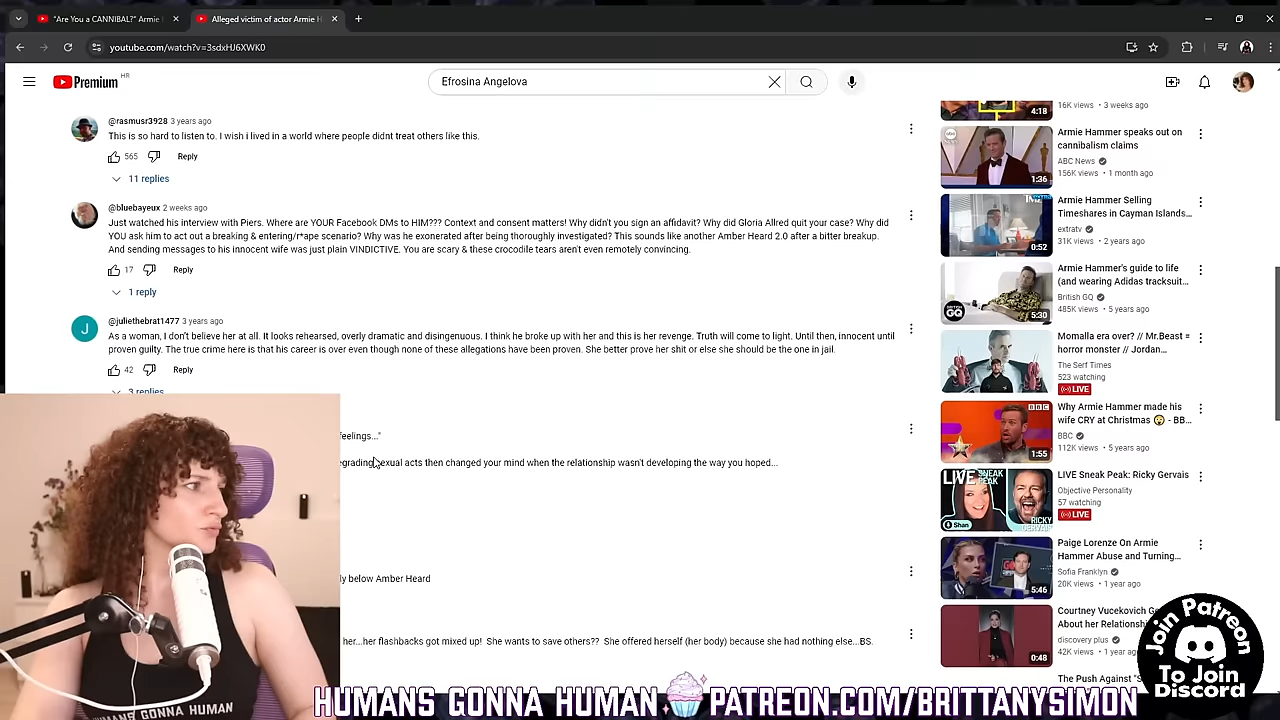 "Are You a CANNIBAL?" Armie
Alleged victim of actor Armie H
youtube.com/watch?v=3sdxHJ6XWK0
Premium HR
Efrosina Angelova
@rasmusr3928 3 years ago
This is so hard to listen to. I wish i lived in a world where people didnt treat others like this.
565 Reply
11 replies
@bluebayeux 2 weeks ago
Just watched his interview with Piers. Where are YOUR Facebook DMs to HIM??? Context and consent matters! Why didn't you sign an affidavit? Why did Gloria Allred quit your case? Why did
YOU ask him to act out a breaking & entering/r*ape scenario? Why was he exonerated after being thoroughly investigated? This sounds like another Amber Heard 2.0 after a bitter breakup.
And sending messages to his innocent wife was just plain VINDICTIVE. You are scary & these crocodile tears aren't even remotely convincing.
17 Reply
1 reply
J
@juliethebrat1477 3 years ago
As a woman, I don't believe her at all. It looks rehearsed, overly dramatic and disingenuous. I think he broke up with her and this is her revenge. Truth will come to light. Until then, innocent until
proven guilty. The true crime here is that his career is over even though none of these allegations have been proven. She better prove her shit or else she should be the one in jail.
42 Reply
3 replies
feelings..."
egrading sexual acts then changed your mind when the relationship wasn't developing the way you hoped...
ly below Amber Heard
her...her flashbacks got mixed up! She wants to save others?? She offered herself (her body) because she had nothing else...BS.
4:18
16K views • 3 weeks ago
abc NEWS
1:36
Armie Hammer speaks out on
cannibalism claims
ABC News
156K views • 1 month ago
0:52
Armie Hammer Selling
Timeshares in Cayman Islands...
extratv
31K views • 2 years ago
GQ
5:30
Armie Hammer's guide to life
(and wearing Adidas tracksuit...
British GQ
485K views • 5 years ago
Momalla era over? // Mr.Beast =
horror monster // Jordan...
The Serf Times
523 watching
LIVE
BBC
1:55
Why Armie Hammer made his
wife CRY at Christmas 😲 - BB...
BBC
112K views • 5 years ago
LIVE SNEAK PEAK:
Shan
RICKY
GERVAIS
LIVE Sneak Peak: Ricky Gervais
Objective Personality
57 watching
LIVE
5:46
Paige Lorenze On Armie
Hammer Abuse and Turning...
Sofia Franklyn
20K views • 1 year ago
0:48
Courtney Vucekovich
About her Relationshi
discovery plus
42K views • 1 yea
The Push Against "S
Join Patreon
To Join
Discord
HUMANS GONNA HUMAN
HUMANS GONNA HUMAN PATREON.COM/BRITTANYSIMON